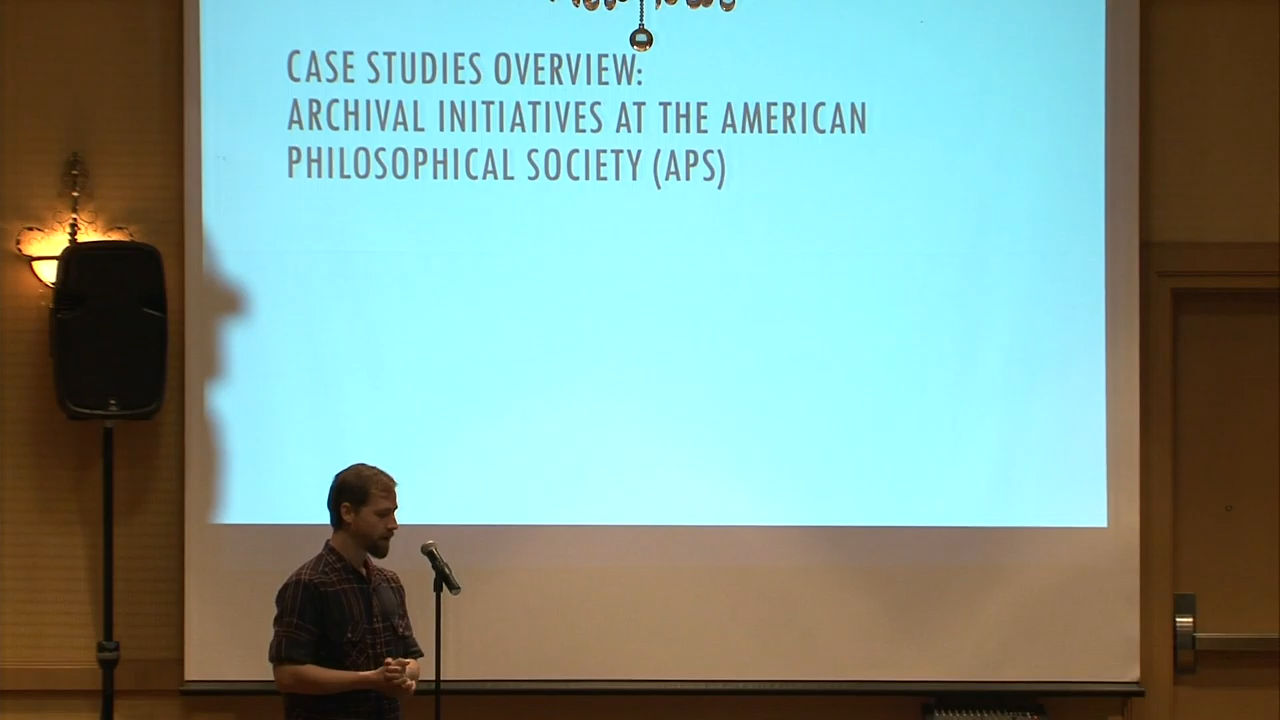 CASE STUDIES OVERVIEW:
ARCHIVAL INITIATIVES AT THE AMERICAN
PHILOSOPHICAL SOCIETY (APS)